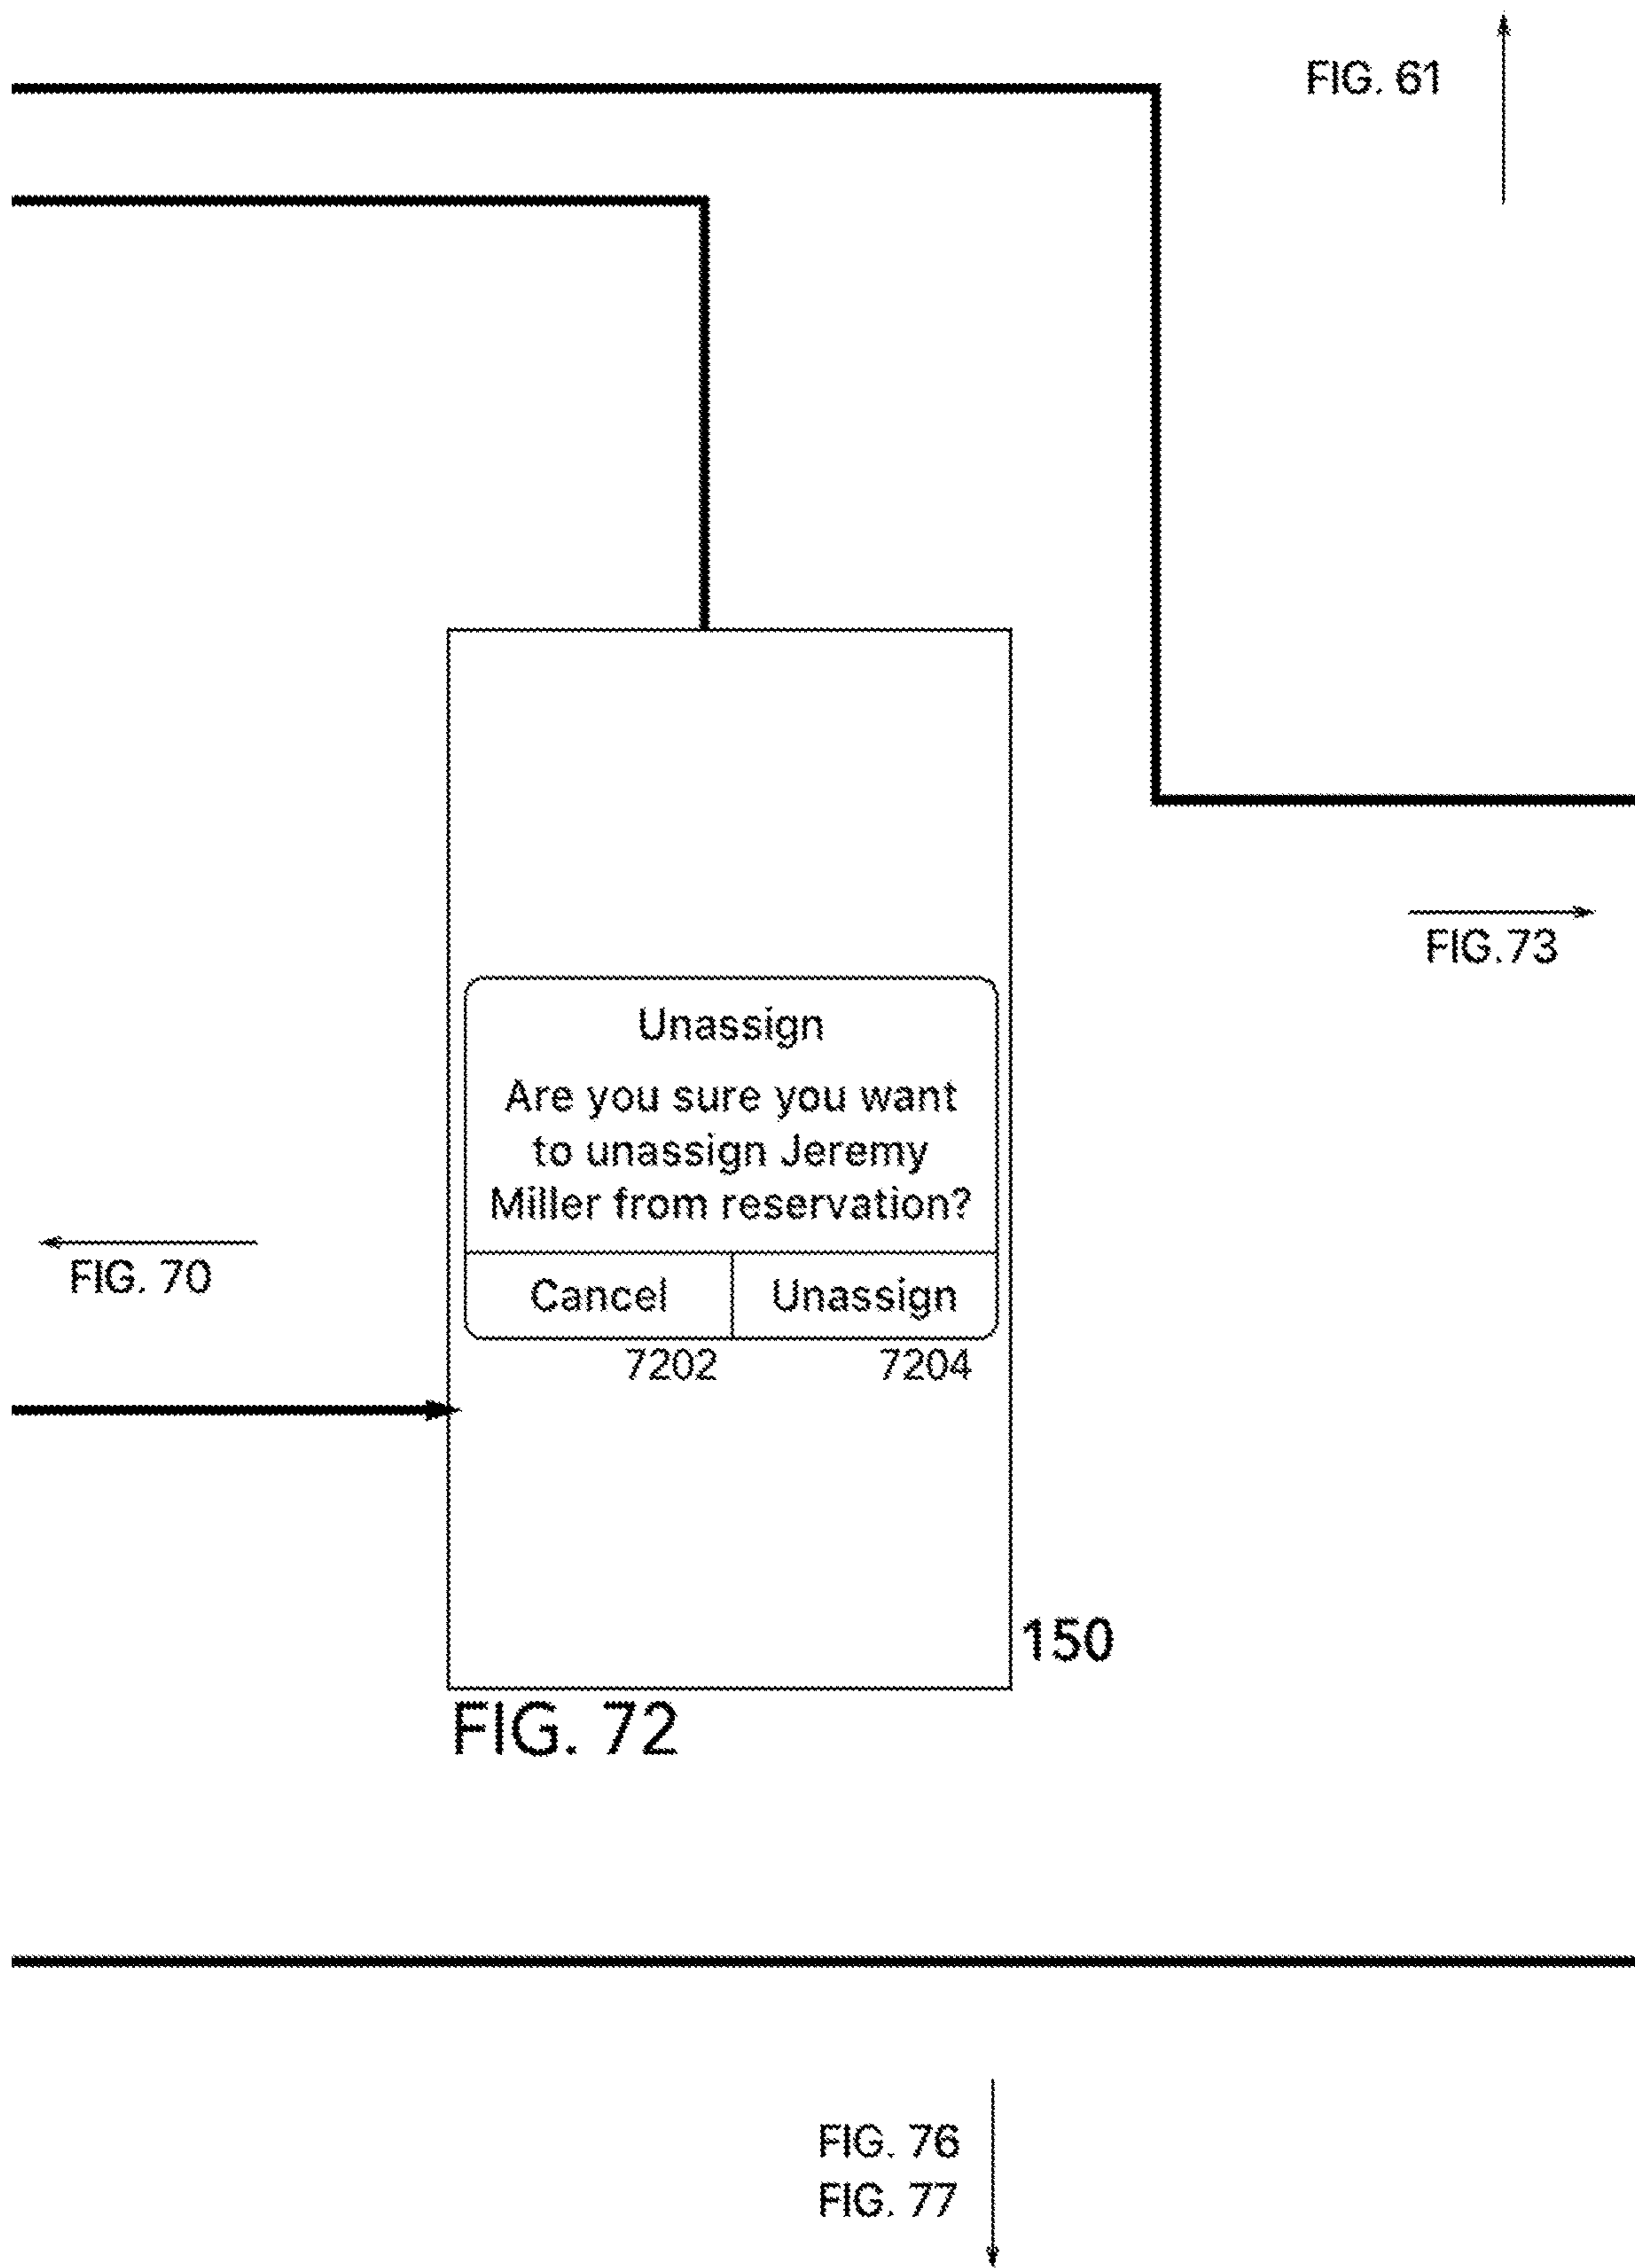 FIG. 61
FIG.73
Unassign
Are you sure you want
to unassign Jeremy
Miller from reservation?
FIG. 70
Cancel
Unassign
7202
7204
150
FIG. 72
FIG. 76
FIG. 77